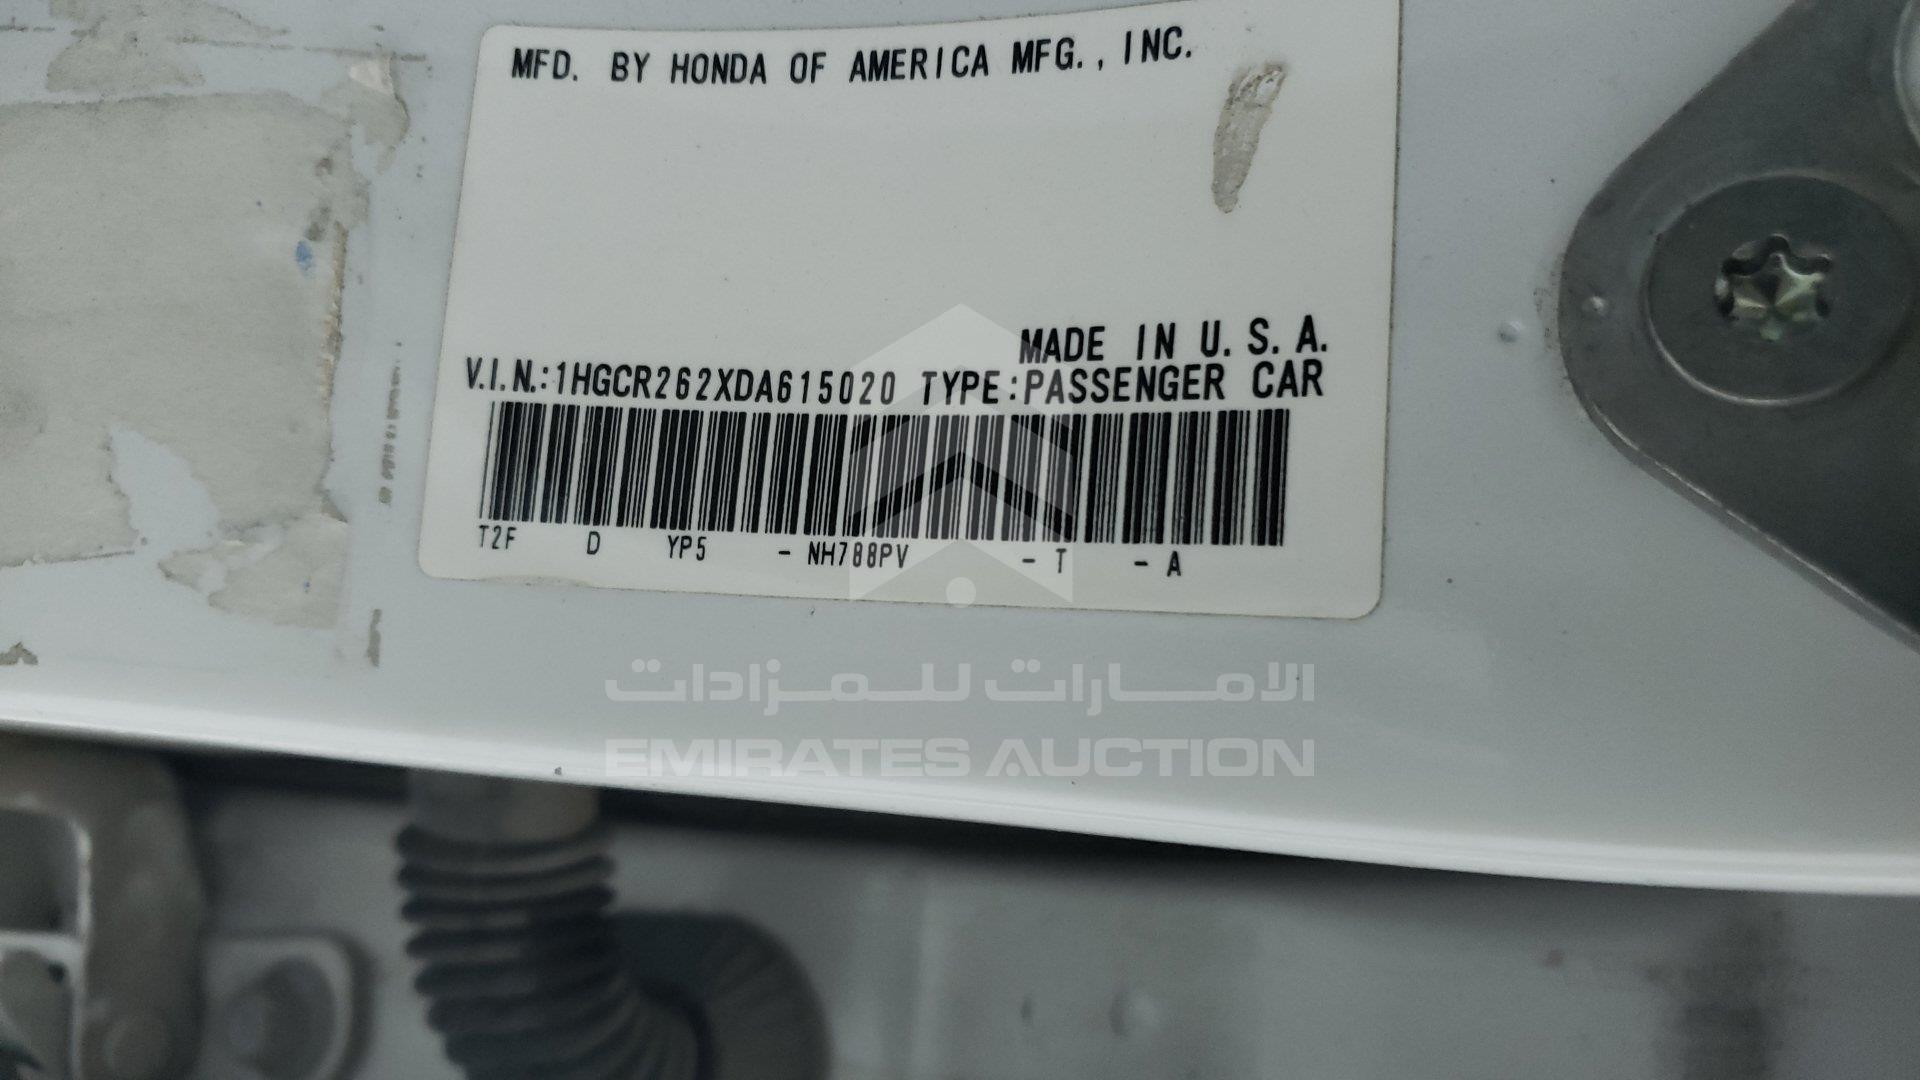 MFD. BY HONDA OF AMERICA MFG., INC.
MADE IN U.S.A.
V.I.N.:1HGCR262XDA615020 TYPE:PASSENGER CAR
T2F D YP5 - NH788PV - T - A
الامارات للمزادات
EMIRATES AUCTION